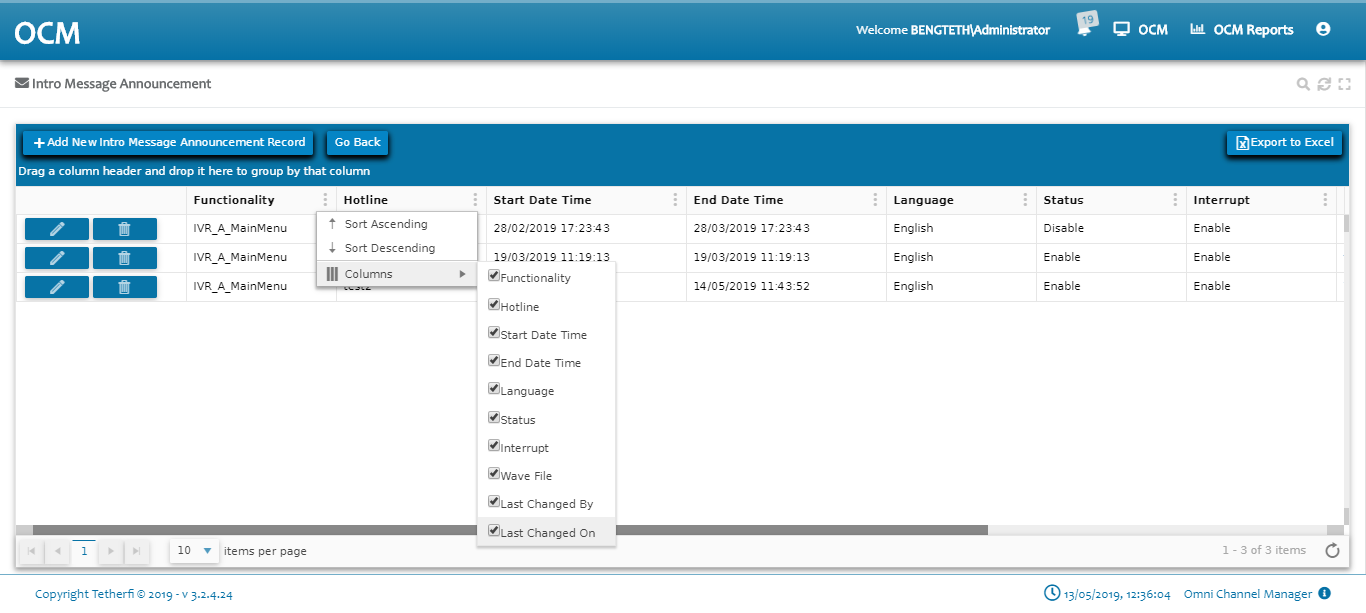 OCM
Welcome BENGTETH\Administrator
19
OCM
OCM Reports
Intro Message Announcement
Add New Intro Message Announcement Record
Go Back
Export to Excel
Drag a column header and drop it here to group by that column
Functionality Hotline Start Date Time End Date Time Language Status Interrupt
IVR_A_MainMenu 28/02/2019 17:23:43 28/03/2019 17:23:43 English Disable Enable
IVR_A_MainMenu 19/03/2019 11:19:13 19/03/2019 11:19:13 English Enable Enable
IVR_A_MainMenu test2 14/05/2019 11:43:52 English Enable Enable
Sort Ascending
Sort Descending
Columns
Functionality
Hotline
Start Date Time
End Date Time
Language
Status
Interrupt
Wave File
Last Changed By
Last Changed On
1
10 items per page
1 - 3 of 3 items
Copyright Tetherfi © 2019 - v 3.2.4.24
13/05/2019, 12:36:04
Omni Channel Manager